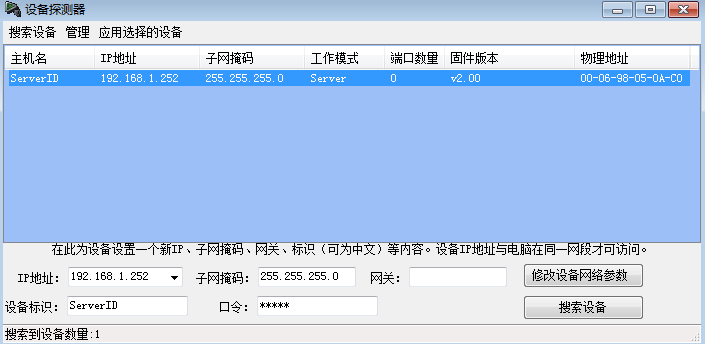 设备探测器
搜索设备 管理 应用选择的设备
主机名 IP地址 子网掩码 工作模式 端口数量 固件版本 物理地址
ServerID 192.168.1.252 255.255.255.0 Server 0 v2.00 00-06-98-05-0A-C0
在此为设备设置一个新IP、子网掩码、网关、标识（可为中文）等内容。设备IP地址与电脑在同一网段才可访问。
IP地址: 192.168.1.252 子网掩码: 255.255.255.0 网关: 修改设备网络参数
设备标识: ServerID 口令: ***** 搜索设备
搜索到设备数量:1